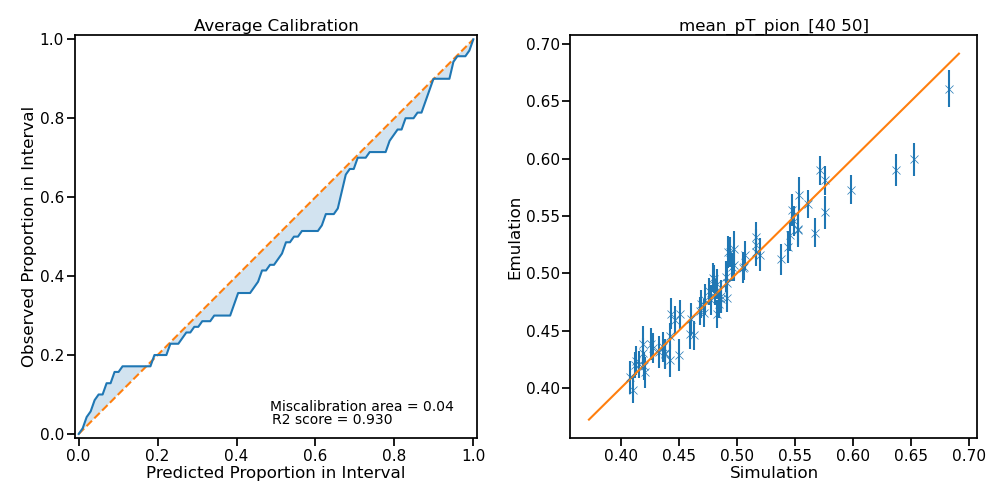 Average Calibration
1.0
0.8
0.6
0.4
0.2
0.0
Observed Proportion in Interval
Miscalibration area = 0.04
R2 score = 0.930
0.0 0.2 0.4 0.6 0.8 1.0
Predicted Proportion in Interval
mean_pT_pion_[40 50]
0.70
0.65
0.60
0.55
0.50
0.45
0.40
Emulation
0.40 0.45 0.50 0.55 0.60 0.65 0.70
Simulation